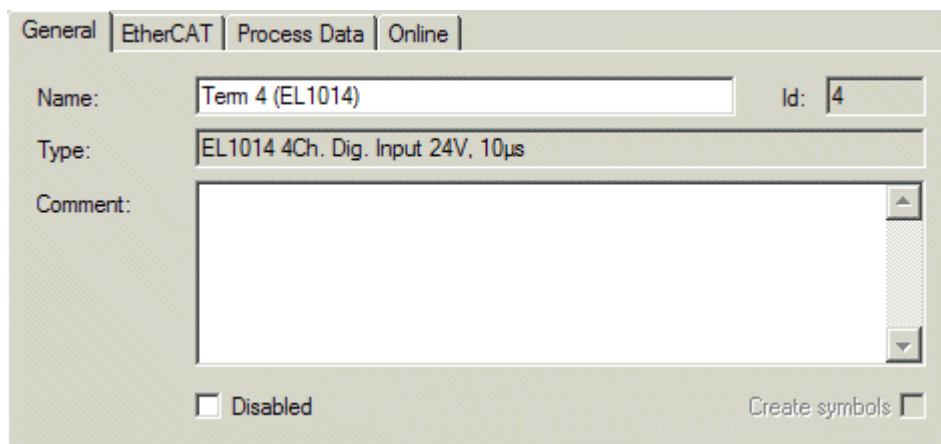 General EtherCAT Process Data Online
Name: Term 4 (EL1014) Id: 4
Type: EL1014 4Ch. Dig. Input 24V, 10µs
Comment:
Disabled Create symbols